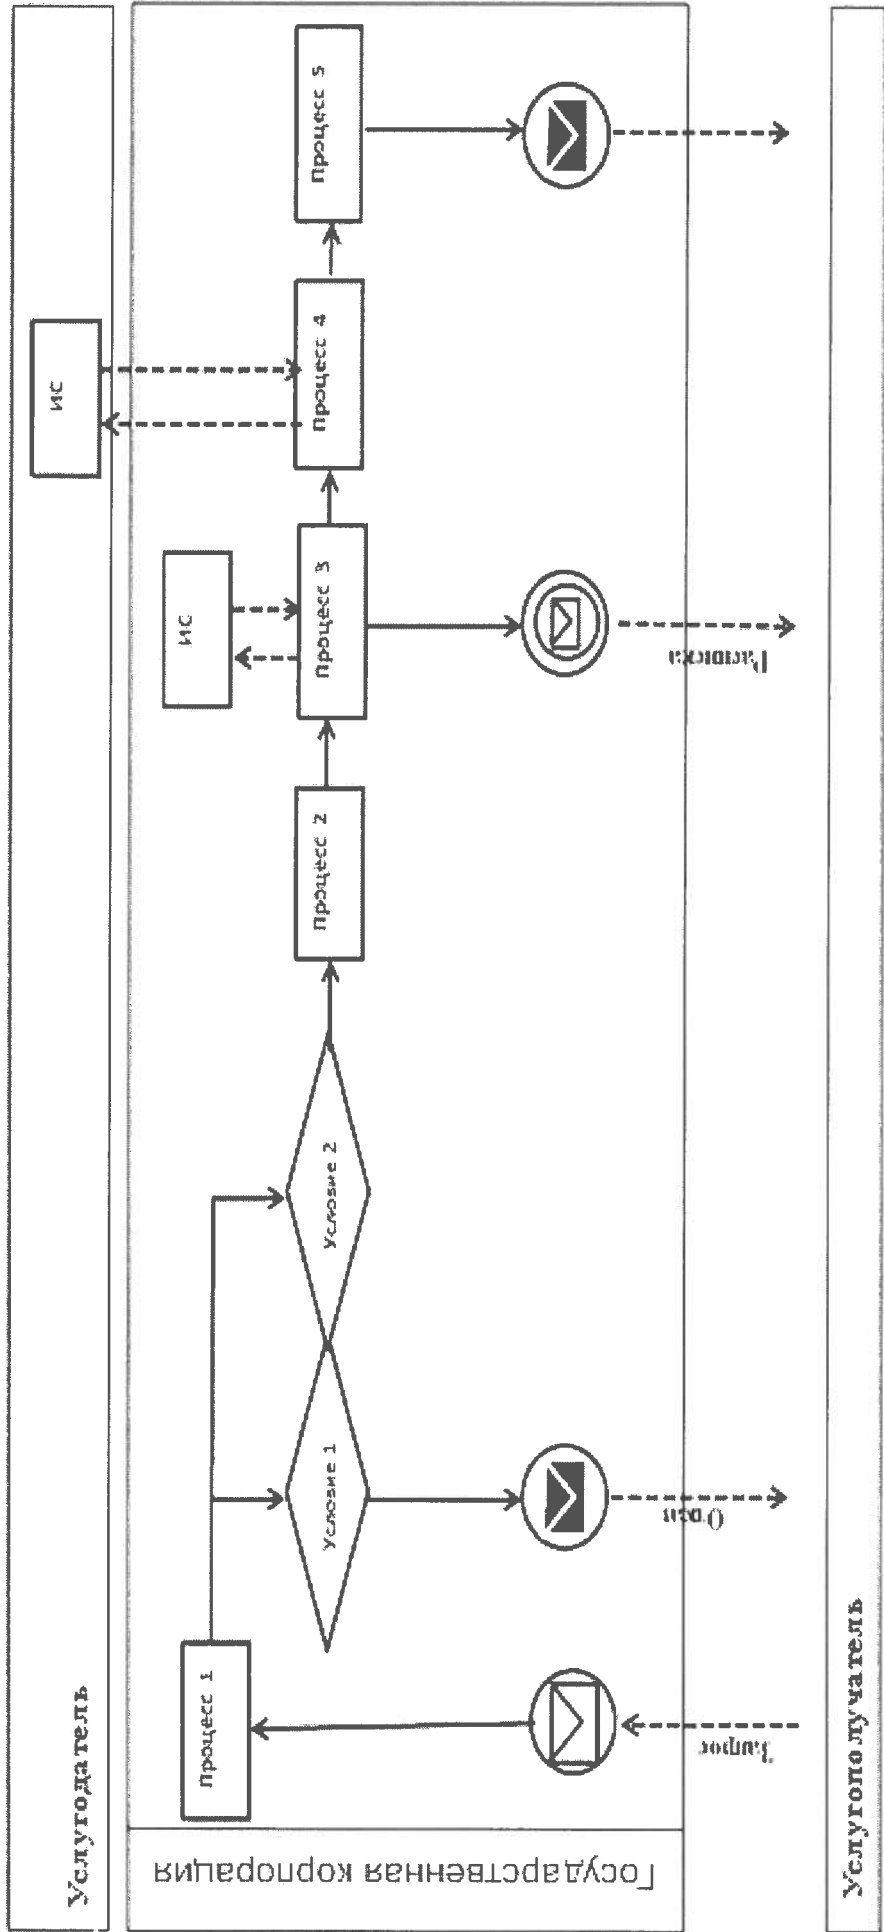 Услугодатель
ИС
Государственная корпорация
Процесс 1
Условие 1
Условие 2
Процесс 2
Процесс 3
ИС
Процесс 4
Процесс 5
Запрос
Расписка
Услугополучатель